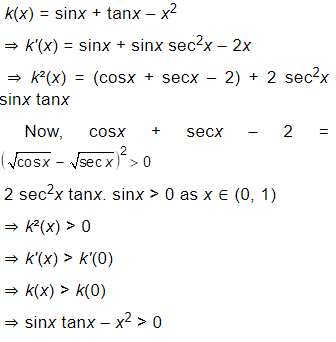 k(x) = sinx + tanx – x²
⇒ k'(x) = sinx + sinx sec²x – 2x
⇒ k²(x) = (cosx + secx – 2) + 2 sec²x
sinx tanx
Now, cosx + secx – 2 =
(√cosx – √sec x)² > 0
2 sec²x tanx. sinx > 0 as x ∈ (0, 1)
⇒ k²(x) > 0
⇒ k'(x) > k'(0)
⇒ k(x) > k(0)
⇒ sinx tanx – x² > 0